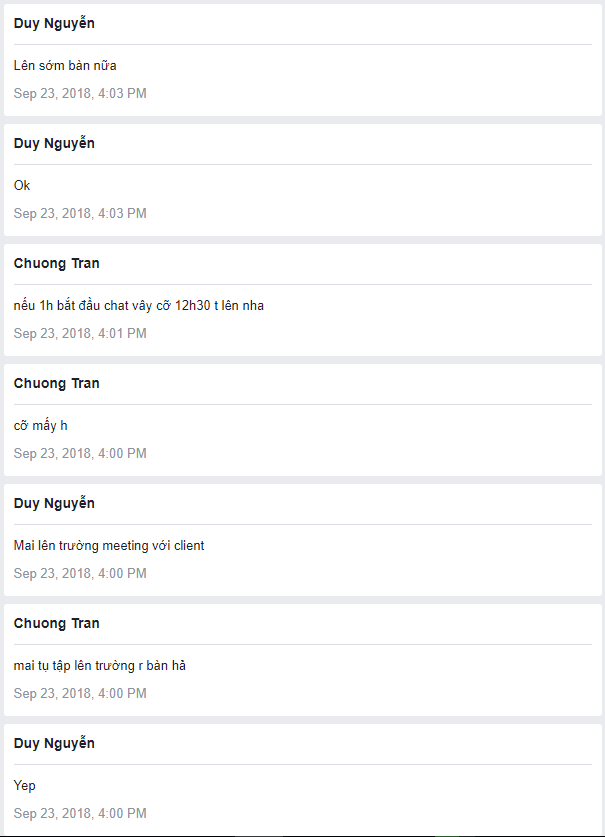 Duy Nguyễn
Lên sớm bàn nữa
Sep 23, 2018, 4:03 PM
Duy Nguyễn
Ok
Sep 23, 2018, 4:03 PM
Chuong Tran
nếu 1h bắt đầu chat vây cỡ 12h30 t lên nha
Sep 23, 2018, 4:01 PM
Chuong Tran
cỡ mấy h
Sep 23, 2018, 4:00 PM
Duy Nguyễn
Mai lên trường meeting với client
Sep 23, 2018, 4:00 PM
Chuong Tran
mai tụ tập lên trường r bàn hả
Sep 23, 2018, 4:00 PM
Duy Nguyễn
Yep
Sep 23, 2018, 4:00 PM